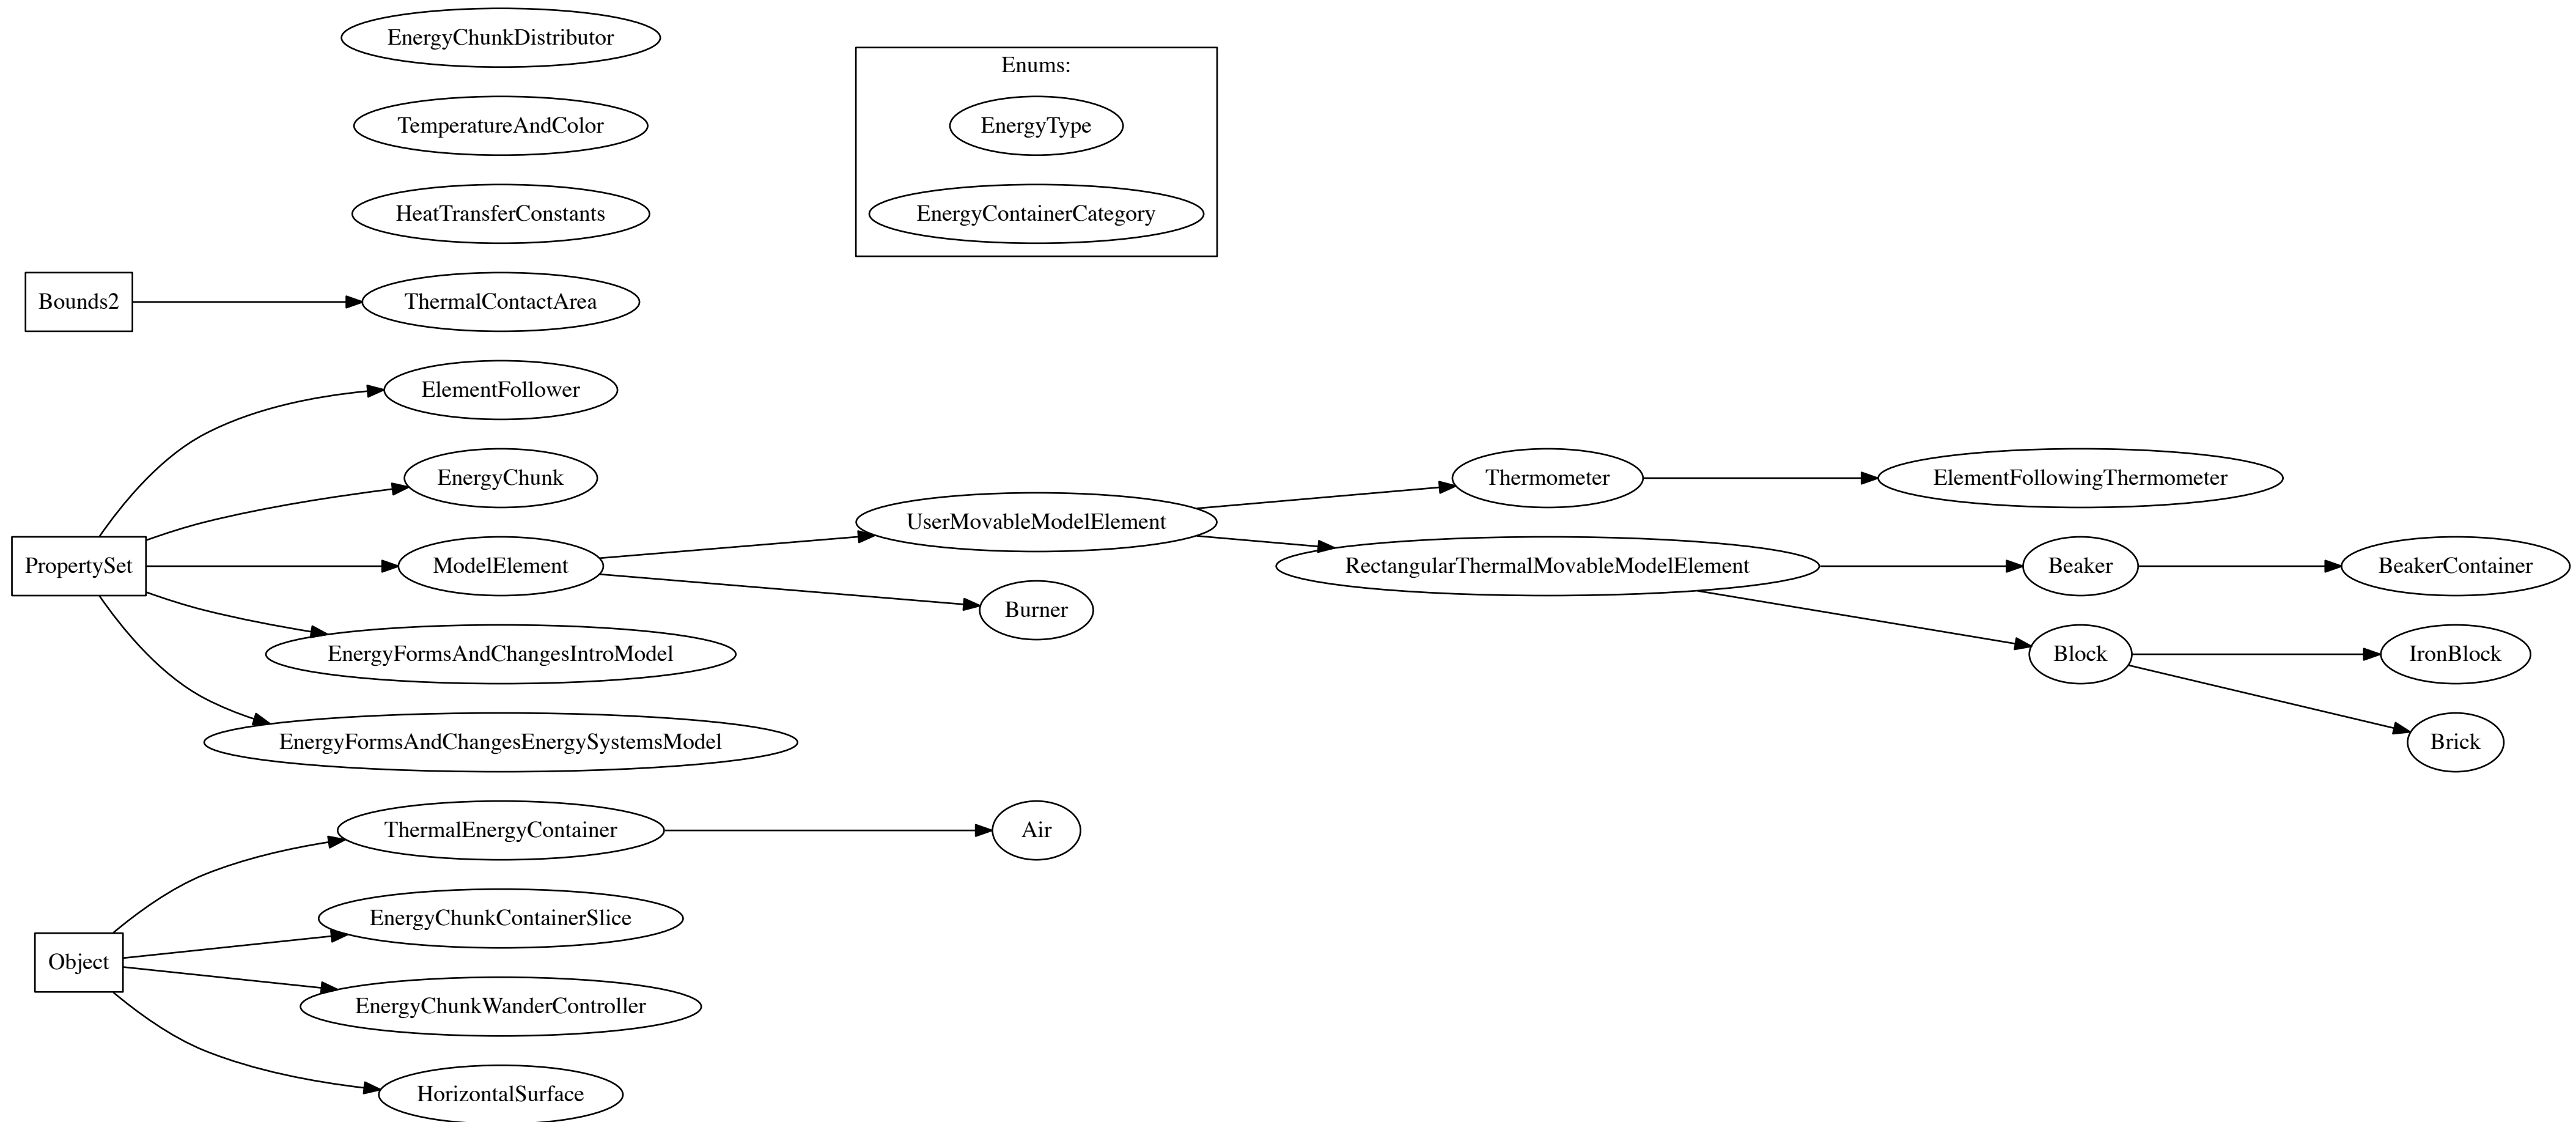 EnergyChunkDistributor
Enums:
TemperatureAndColor
EnergyType
HeatTransferConstants
EnergyContainerCategory
Bounds2
ThermalContactArea
ElementFollower
EnergyChunk
Thermometer
ElementFollowingThermometer
UserMovableModelElement
PropertySet
ModelElement
RectangularThermalMovableModelElement
Beaker
BeakerContainer
Burner
EnergyFormsAndChangesIntroModel
Block
IronBlock
EnergyFormsAndChangesEnergySystemsModel
Brick
ThermalEnergyContainer
Air
EnergyChunkContainerSlice
Object
EnergyChunkWanderController
HorizontalSurface